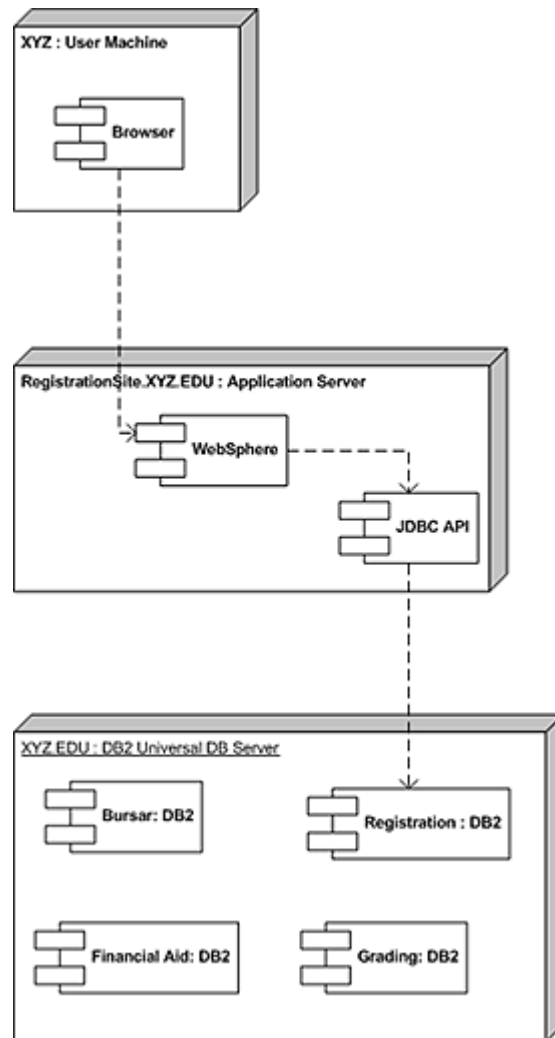 XYZ : User Machine
Browser
RegistrationSite.XYZ.EDU : Application Server
WebSphere
JDBC API
XYZ.EDU : DB2 Universal DB Server
Bursar: DB2
Registration : DB2
Financial Aid: DB2
Grading: DB2